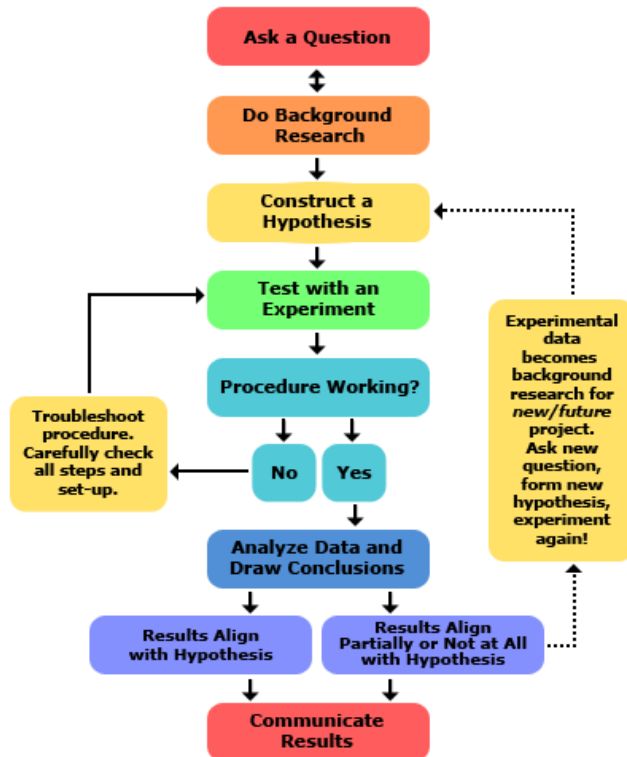 Ask a Question
Do Background
Research
Construct a
Hypothesis
Test with an
Experiment
Procedure Working?
No
Yes
Troubleshoot
procedure.
Carefully check
all steps and
set-up.
Experimental
data
becomes
background
research for
new/future
project.
Ask new
question,
form new
hypothesis,
experiment
again!
Analyze Data and
Draw Conclusions
Results Align
with Hypothesis
Results Align
Partially or Not at All
with Hypothesis
Communicate
Results